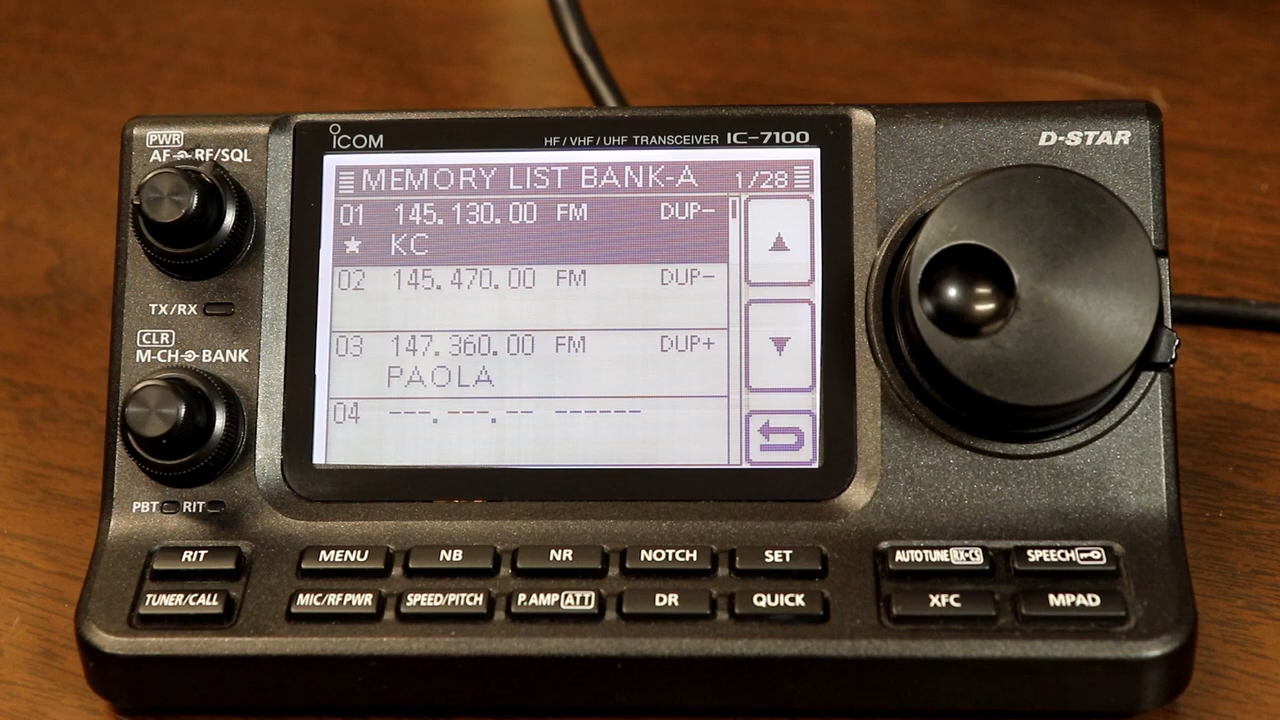 PWR
AF RF/SQL
TX/RX
CLR
M-CH BANK
PBT RIT
ICOM HF/VHF/UHF TRANSCEIVER IC-7100
D-STAR
MEMORY LIST BANK-A 1/28
01 145.130.00 FM DUP-
★ KC
02 145.470.00 FM DUP-
03 147.360.00 FM DUP+
PAOLA
04 ---.---.-- ------
RIT MENU NB NR NOTCH SET AUTO TUNE RX-CS SPEECH
TUNER/CALL MIC/RF PWR SPEED/PITCH P.AMP ATT DR QUICK XFC MPAD